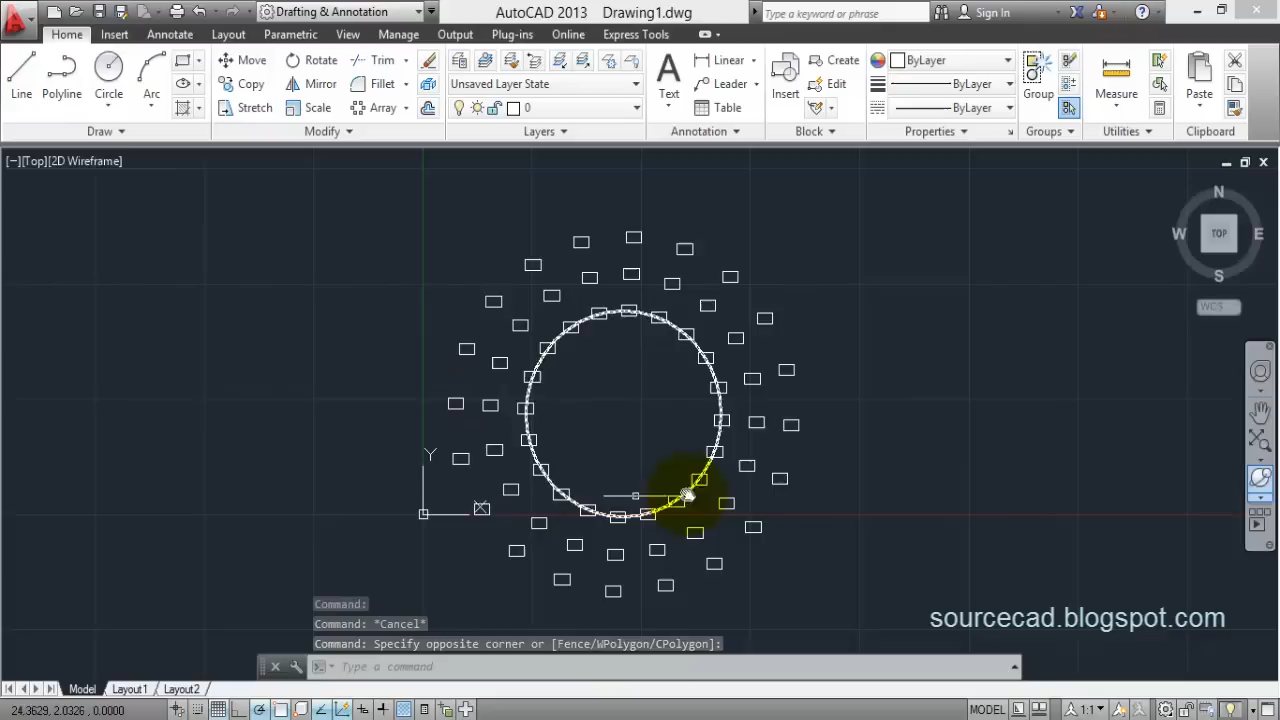 Drafting & Annotation
AutoCAD 2013 Drawing1.dwg
Type a keyword or phrase
Sign In
Home Insert Annotate Layout Parametric View Manage Output Plug-ins Online Express Tools
Line Polyline Circle Arc
Move Rotate Trim
Copy Mirror Fillet
Stretch Scale Array
Unsaved Layer State
0
Text
Linear
Leader
Table
Insert
Create
Edit
ByLayer
ByLayer
ByLayer
Group
Measure
Paste
Draw Modify Layers Annotation Block Properties Groups Utilities Clipboard
[−][Top][2D Wireframe]
N
W TOP E
S
WCS
Y
X
Command:
Command: *Cancel*
Command: Specify opposite corner or [Fence/WPolygon/CPolygon]:
Type a command
sourcecad.blogspot.com
Model Layout1 Layout2
24.3629, 2.0326 , 0.0000
MODEL
1:1